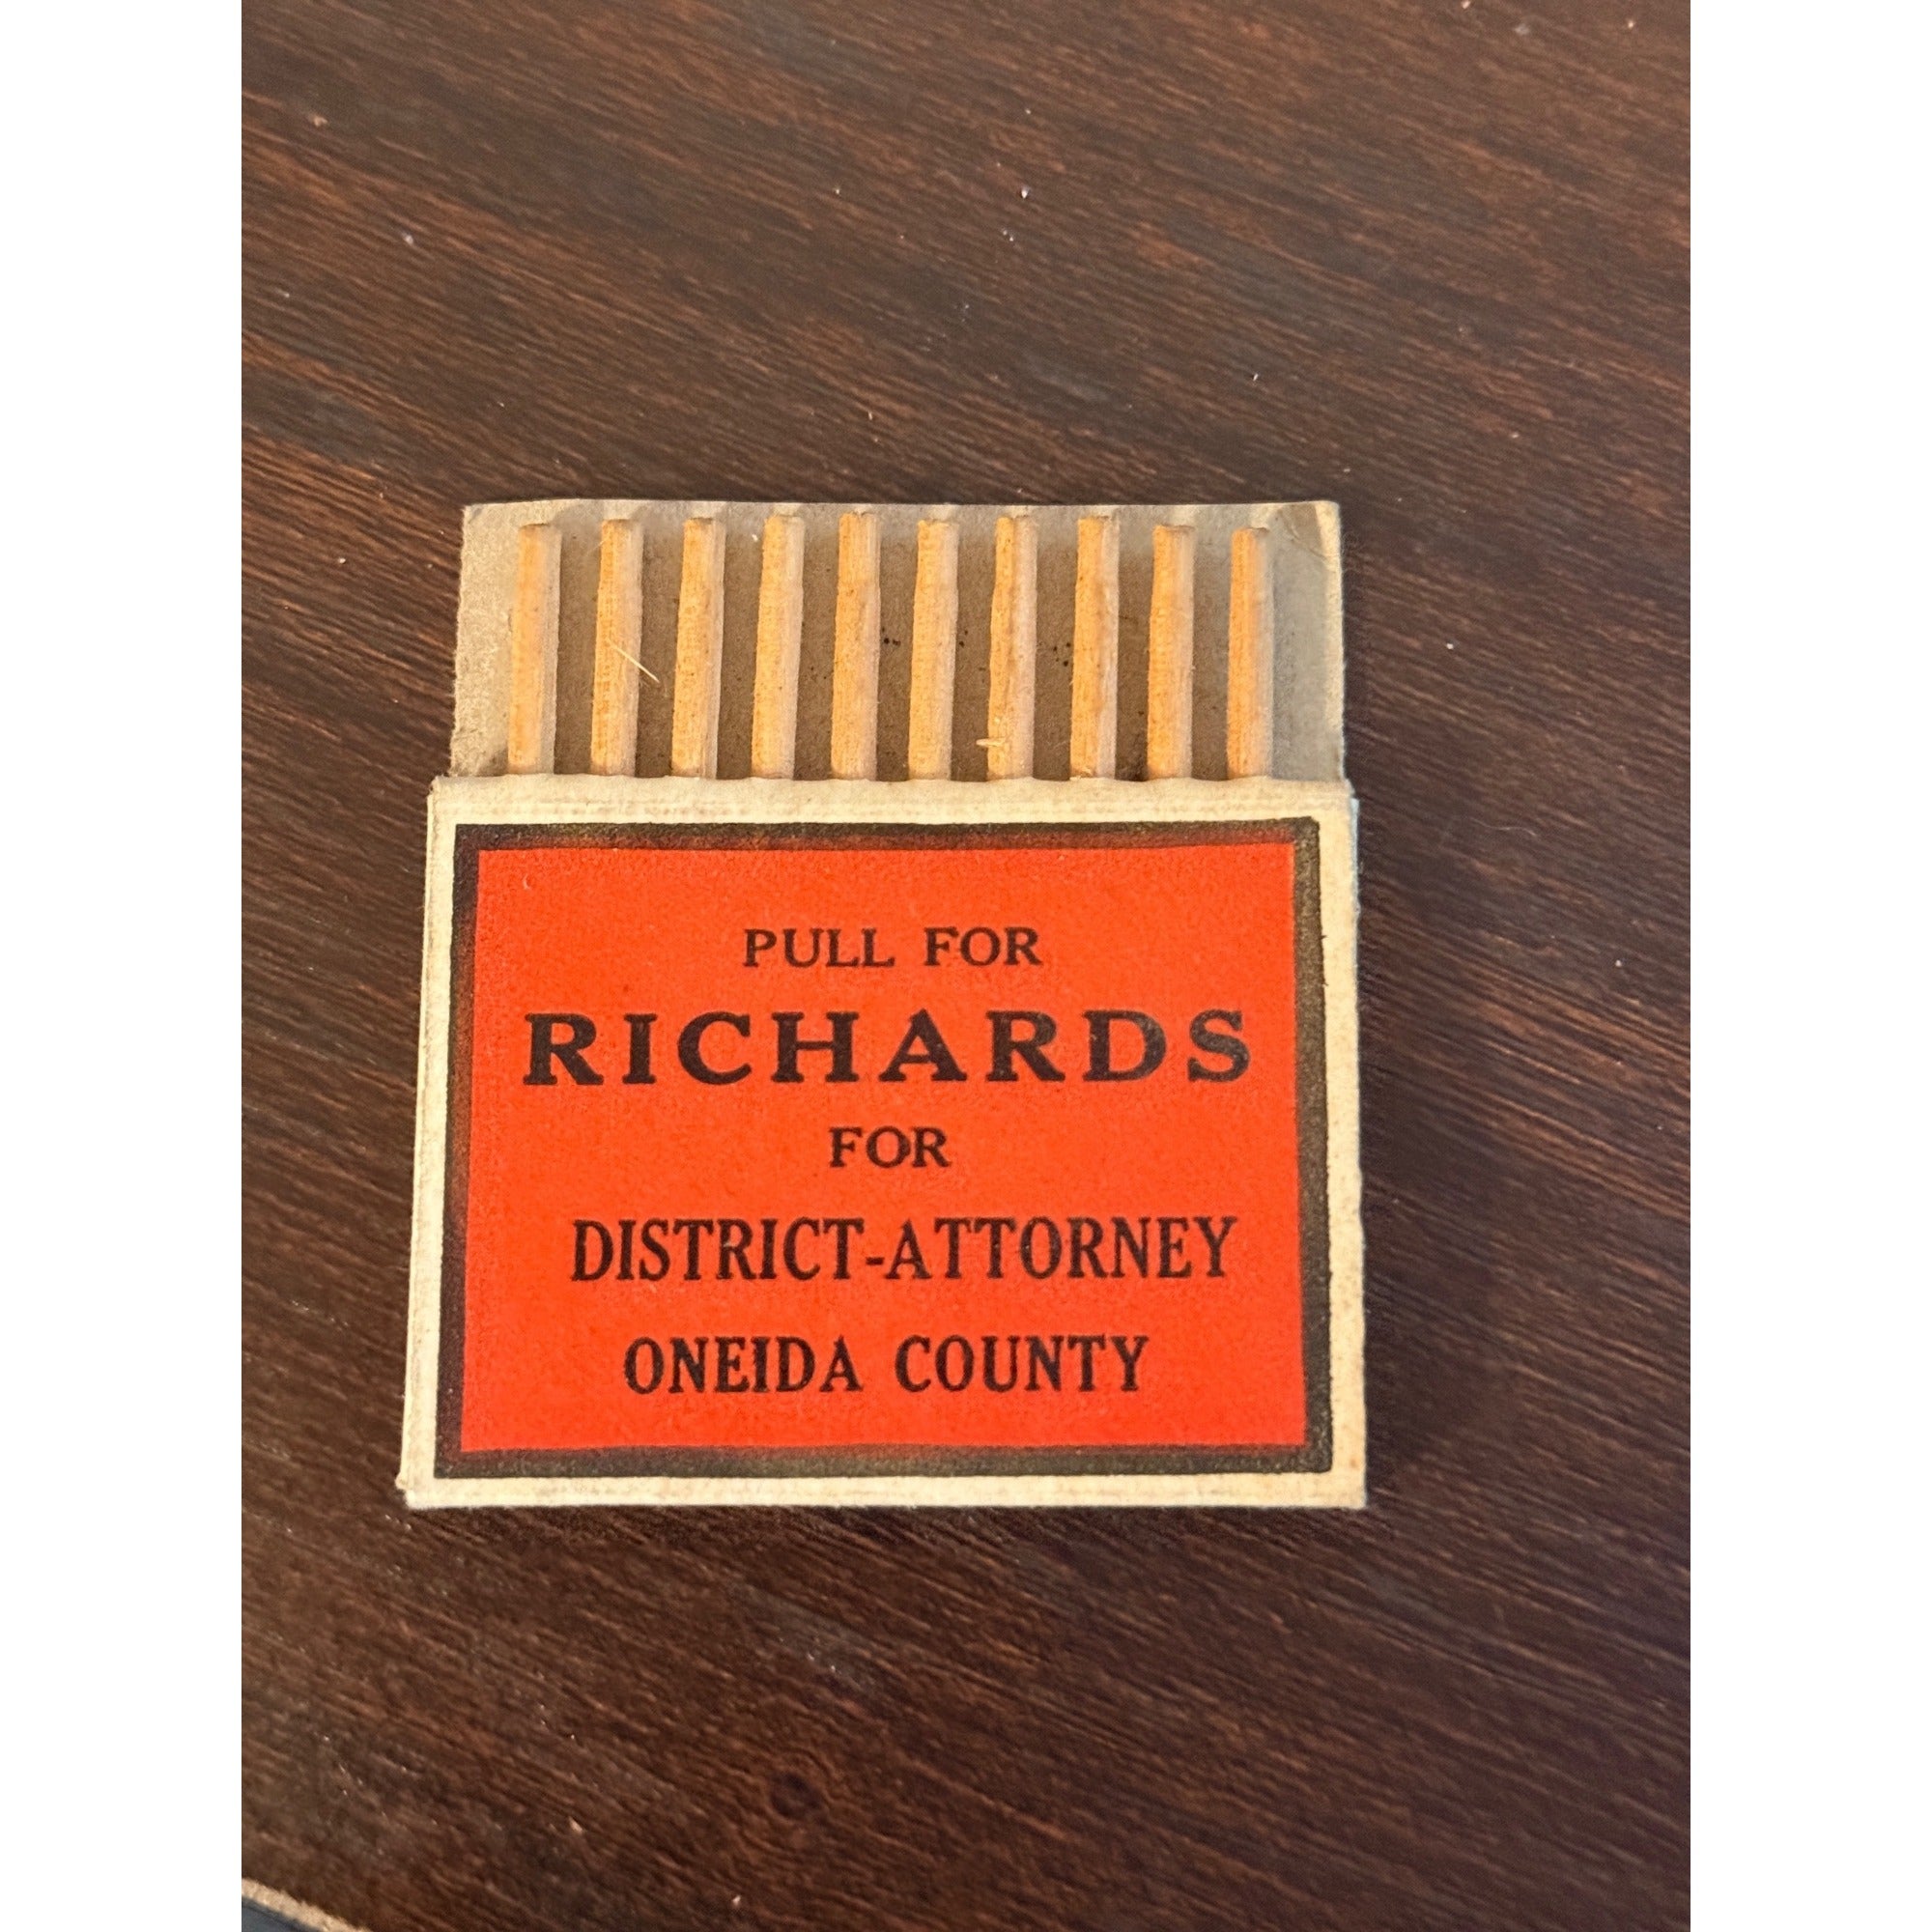 PULL FOR
RICHARDS
FOR
DISTRICT-ATTORNEY
ONEIDA COUNTY